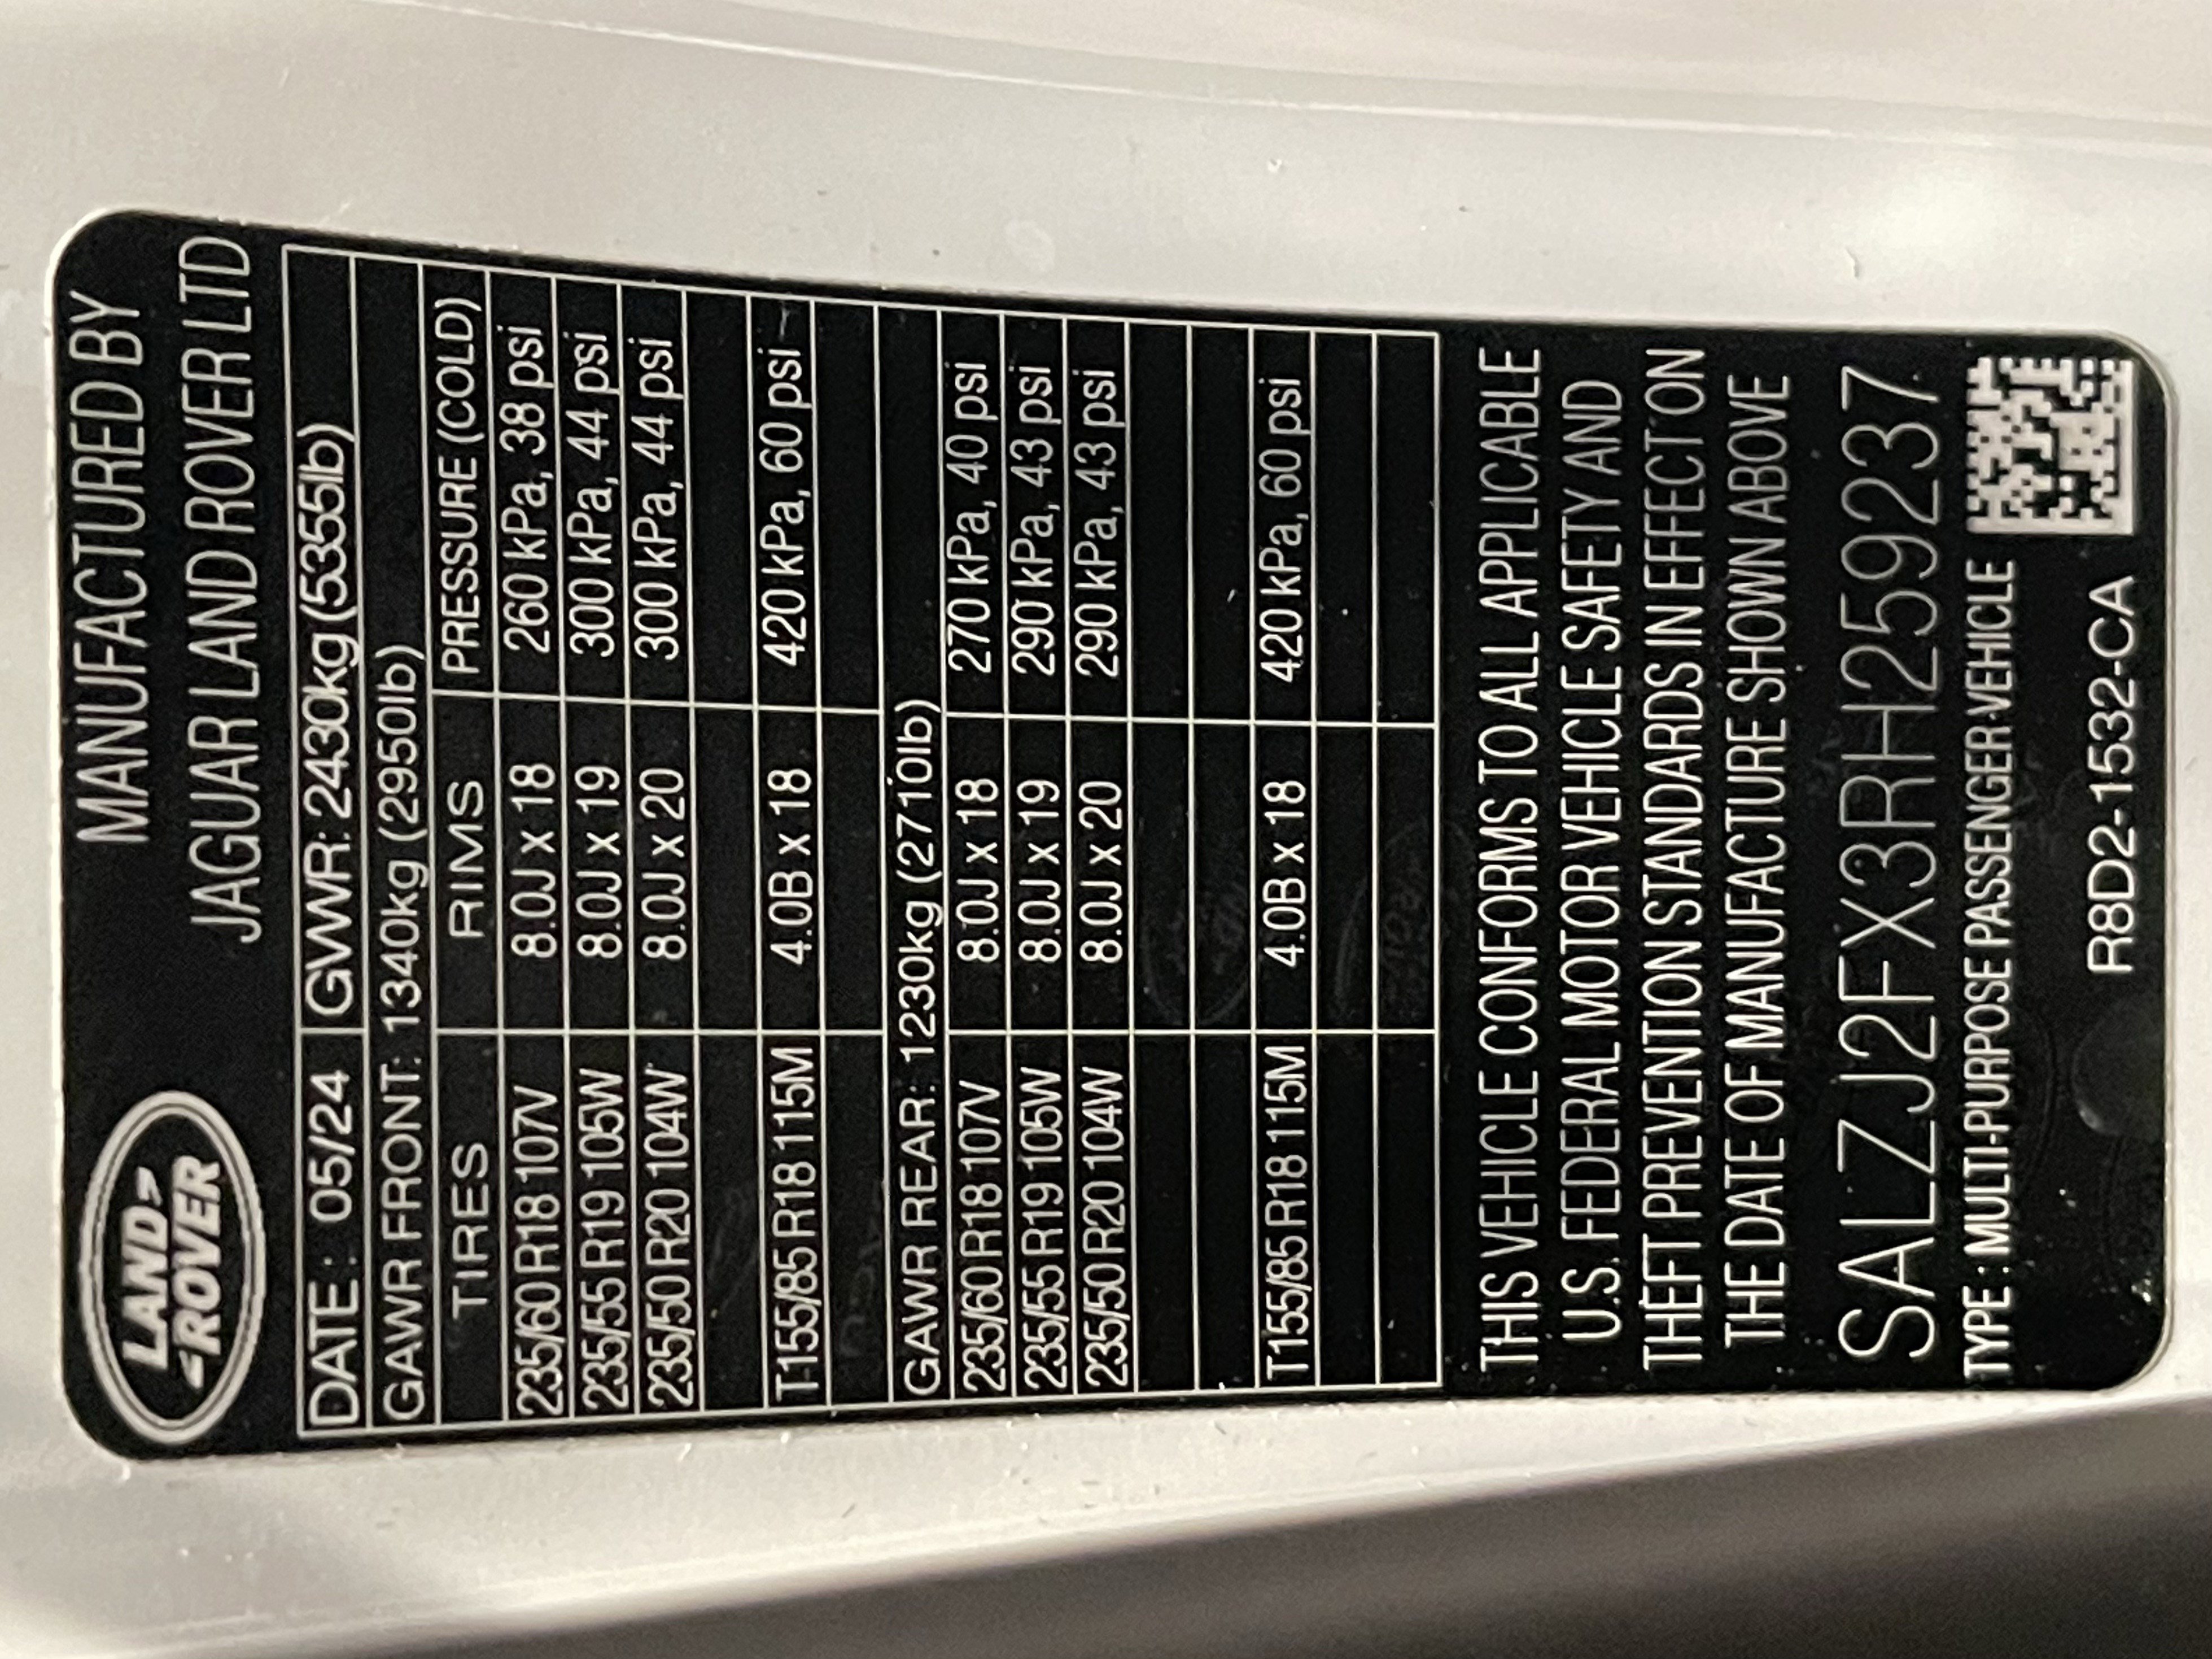 LAND
ROVER
MANUFACTURED BY
JAGUAR LAND ROVER LTD
DATE : 05/24 GVWR: 2430kg (5355lb)
GAWR FRONT: 1340kg (2950lb)
TIRES RIMS PRESSURE (COLD)
235/60 R18 107V 8.0J x 18 260 kPa, 38 psi
235/55 R19 105W 8.0J x 19 300 kPa, 44 psi
235/50 R20 104W 8.0J x 20 300 kPa, 44 psi
T155/85 R18 115M 4.0B x 18 420 kPa, 60 psi
GAWR REAR: 1230kg (2710lb)
235/60 R18 107V 8.0J x 18 270 kPa, 40 psi
235/55 R19 105W 8.0J x 19 290 kPa, 43 psi
235/50 R20 104W 8.0J x 20 290 kPa, 43 psi
T155/85 R18 115M 4.0B x 18 420 kPa, 60 psi
THIS VEHICLE CONFORMS TO ALL APPLICABLE
U.S. FEDERAL MOTOR VEHICLE SAFETY AND
THEFT PREVENTION STANDARDS IN EFFECT ON
THE DATE OF MANUFACTURE SHOWN ABOVE
SALZJ2FX3RH259237
TYPE : MULTI-PURPOSE PASSENGER VEHICLE
R8D2-1532-CA